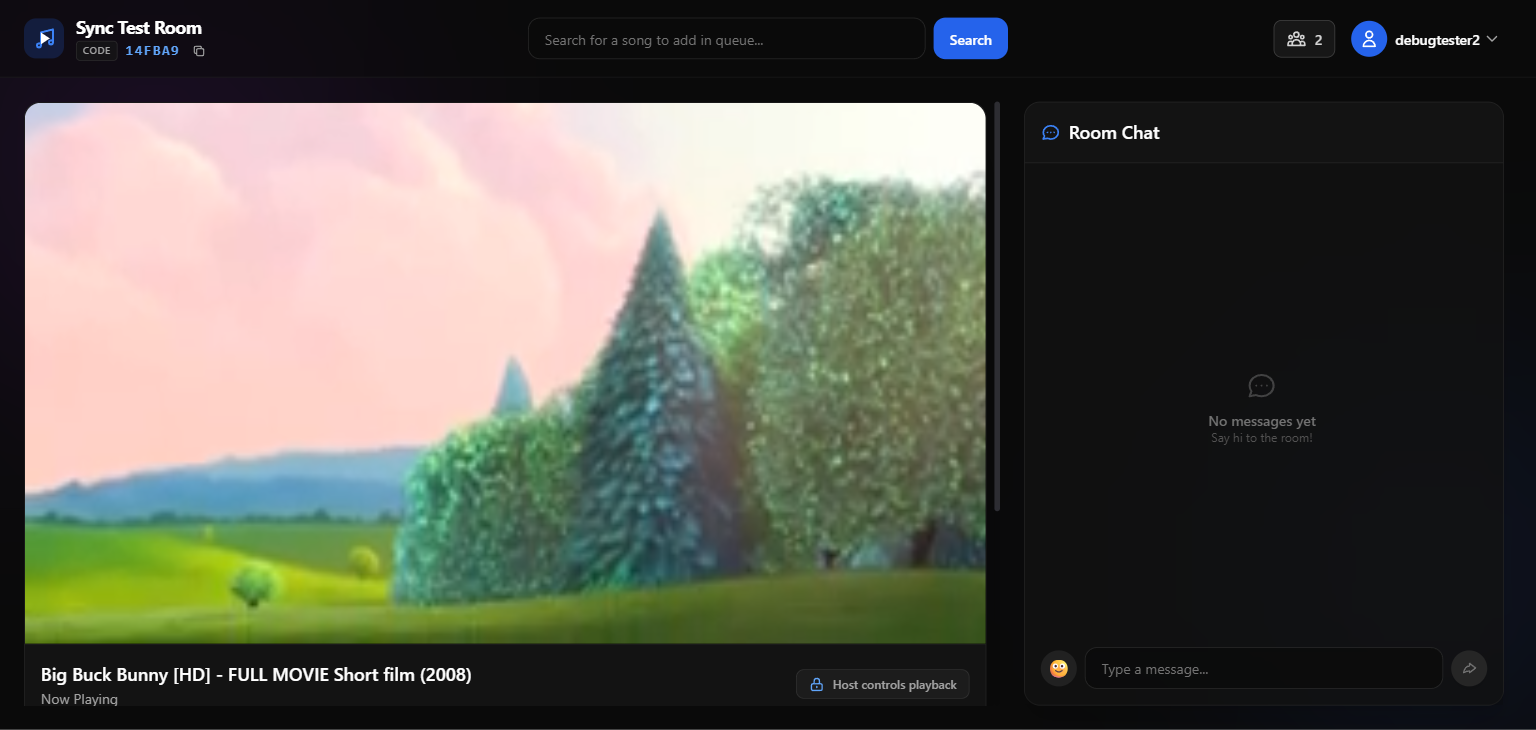 Sync Test Room
CODE 14FBA9
Search for a song to add in queue...
Search
2
debugtester2
Room Chat
No messages yet
Say hi to the room!
Big Buck Bunny [HD] - FULL MOVIE Short film (2008)
Now Playing
Host controls playback
Type a message...